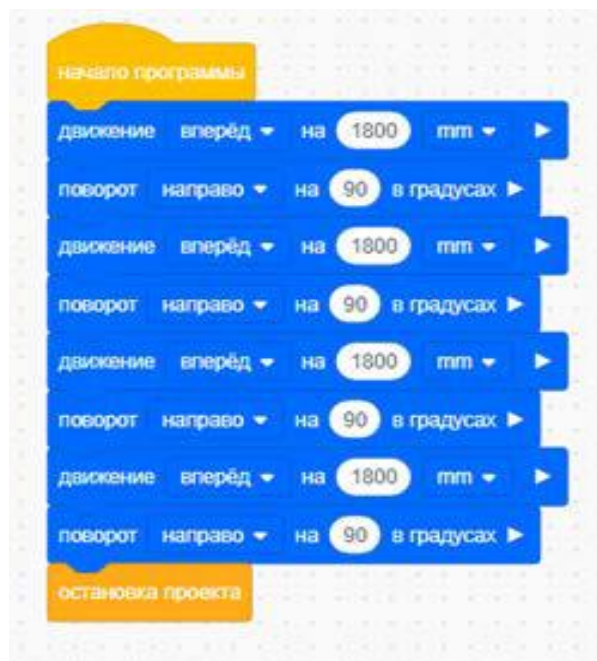 начало программы
движение вперёд на 1800 mm
поворот направо на 90 в градусах
движение вперёд на 1800 mm
поворот направо на 90 в градусах
движение вперёд на 1800 mm
поворот направо на 90 в градусах
движение вперёд на 1800 mm
поворот направо на 90 в градусах
остановка проекта